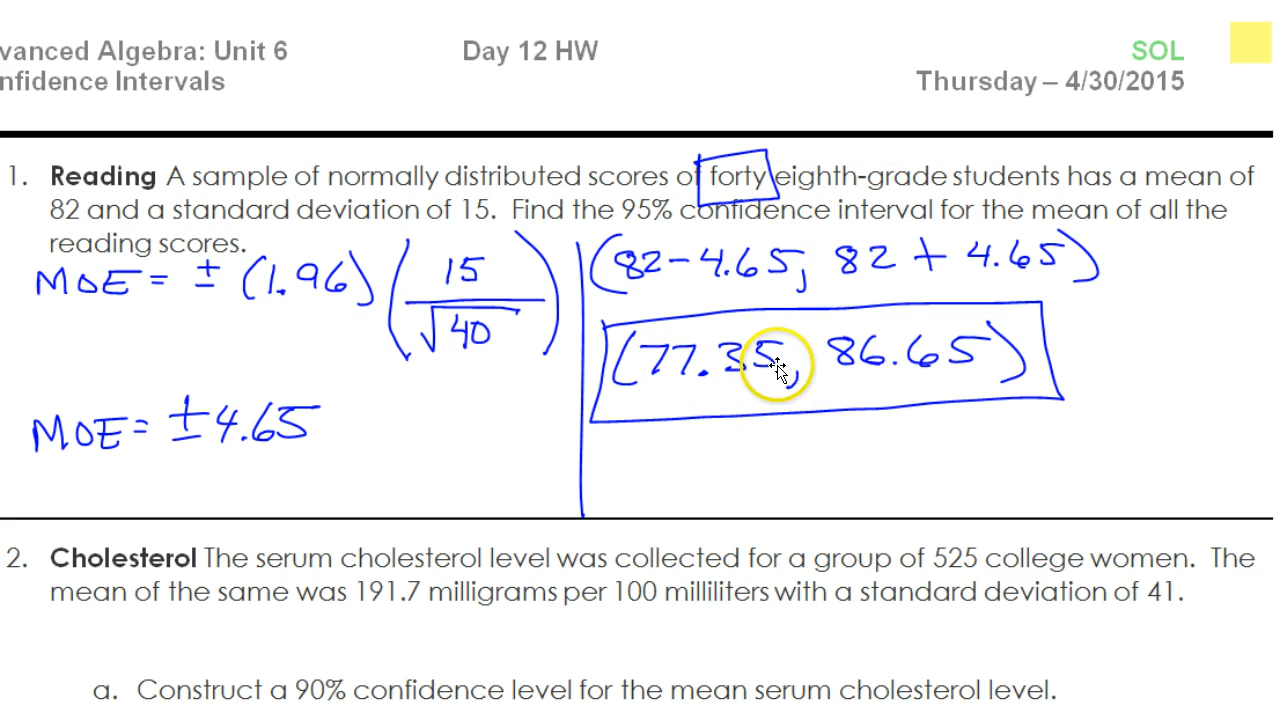 vanced Algebra: Unit 6 Day 12 HW SOL
nfidence Intervals Thursday – 4/30/2015
1. Reading A sample of normally distributed scores of forty eighth-grade students has a mean of
82 and a standard deviation of 15. Find the 95% confidence interval for the mean of all the
reading scores.
MOE = ± (1.96) (15/√40)
MOE = ±4.65
(82-4.65, 82 + 4.65)
(77.35, 86.65)
2. Cholesterol The serum cholesterol level was collected for a group of 525 college women. The
mean of the same was 191.7 milligrams per 100 milliliters with a standard deviation of 41.
a. Construct a 90% confidence level for the mean serum cholesterol level.